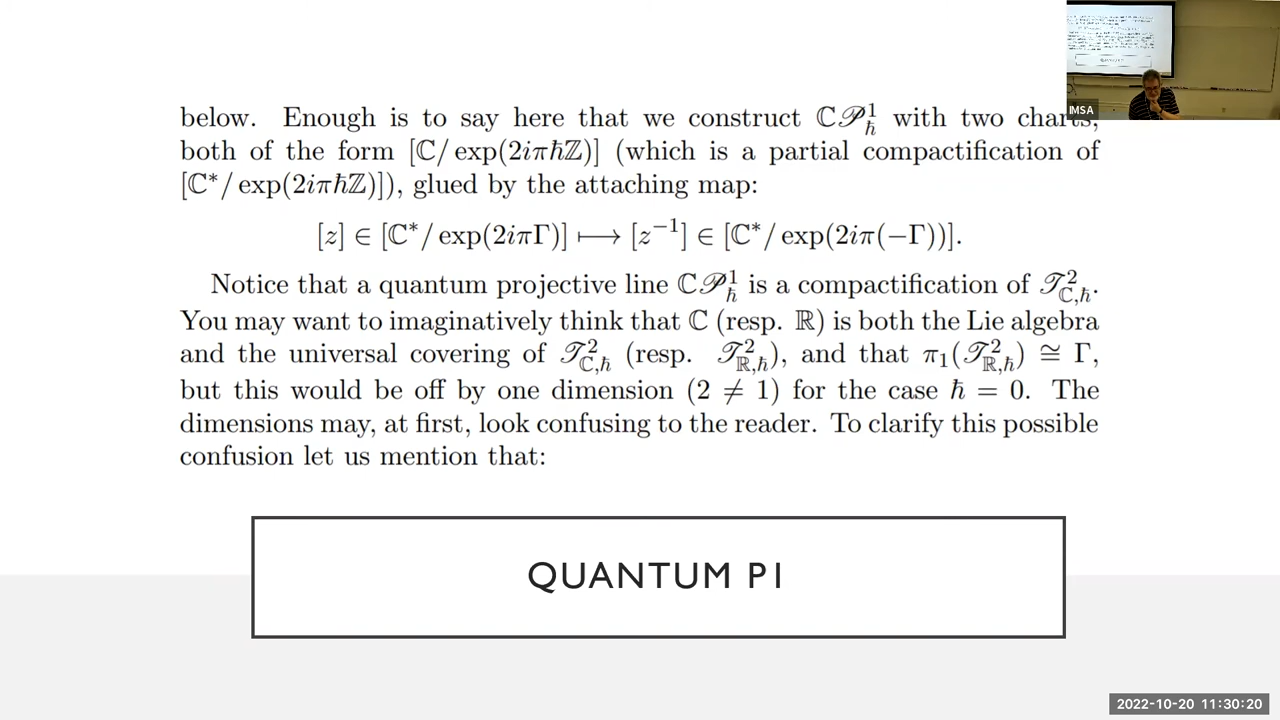 below. Enough is to say here that we construct ℂ𝒫¹_ℏ with two charts,
both of the form [ℂ/ exp(2iπℏℤ)] (which is a partial compactification of
[ℂ*/ exp(2iπℏℤ)]), glued by the attaching map:
[z] ∈ [ℂ*/ exp(2iπΓ)] ⟼ [z⁻¹] ∈ [ℂ*/ exp(2iπ(−Γ))].
Notice that a quantum projective line ℂ𝒫¹_ℏ is a compactification of 𝒯²_{ℂ,ℏ}.
You may want to imaginatively think that ℂ (resp. ℝ) is both the Lie algebra
and the universal covering of 𝒯²_{ℂ,ℏ} (resp. 𝒯²_{ℝ,ℏ}), and that π₁(𝒯²_{ℝ,ℏ}) ≅ Γ,
but this would be off by one dimension (2 ≠ 1) for the case ℏ = 0. The
dimensions may, at first, look confusing to the reader. To clarify this possible
confusion let us mention that:
QUANTUM P1
IMSA
2022-10-20 11:30:20